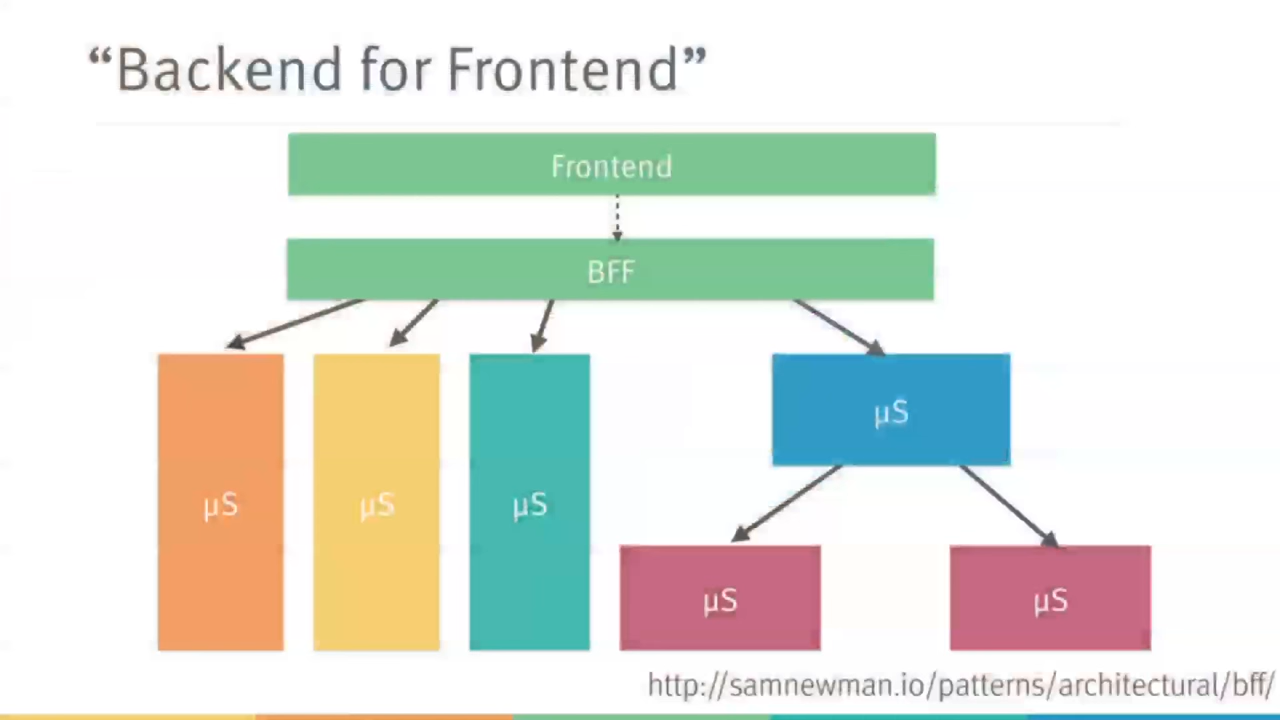 “Backend for Frontend”
Frontend
BFF
µS
µS
µS
µS
µS
µS
http://samnewman.io/patterns/architectural/bff/